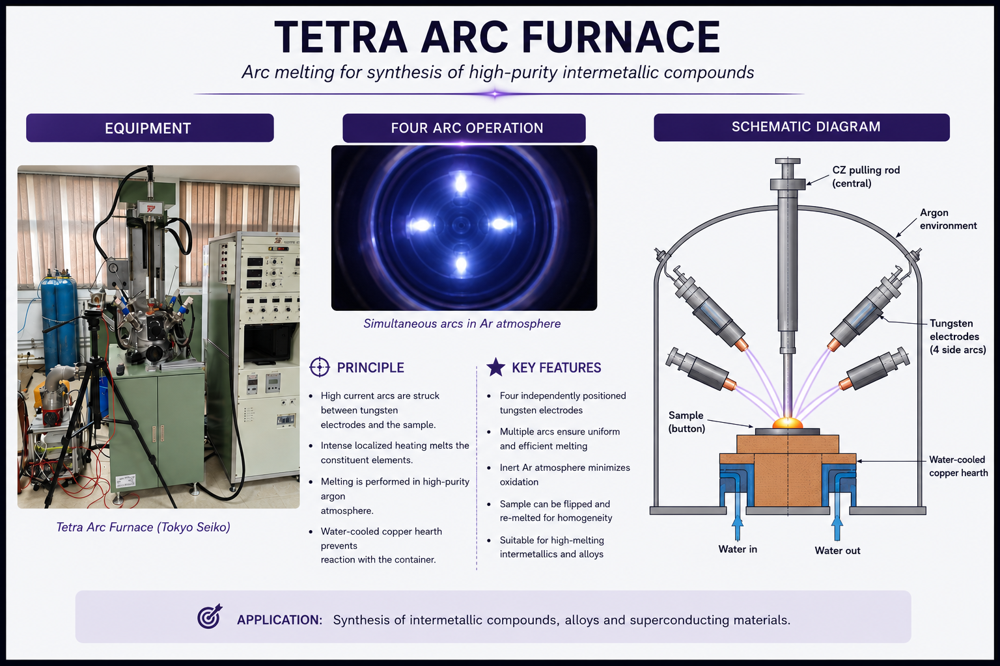 TETRA ARC FURNACE
Arc melting for synthesis of high-purity intermetallic compounds
EQUIPMENT
Tetra Arc Furnace (Tokyo Seiko)
FOUR ARC OPERATION
Simultaneous arcs in Ar atmosphere
PRINCIPLE
• High current arcs are struck
between tungsten
electrodes and the sample.
• Intense localized heating melts the
constituent elements.
• Melting is performed in high-purity
argon
atmosphere.
• Water-cooled copper hearth
prevents
reaction with the container.
KEY FEATURES
• Four independently positioned
tungsten electrodes
• Multiple arcs ensure uniform
and efficient melting
• Inert Ar atmosphere minimizes
oxidation
• Sample can be flipped and
re-melted for homogeneity
• Suitable for high-melting
intermetallics and alloys
SCHEMATIC DIAGRAM
CZ pulling rod
(central)
Argon
environment
Tungsten
electrodes
(4 side arcs)
Sample
(button)
Water-cooled
copper hearth
Water in
Water out
APPLICATION: Synthesis of intermetallic compounds, alloys and superconducting materials.